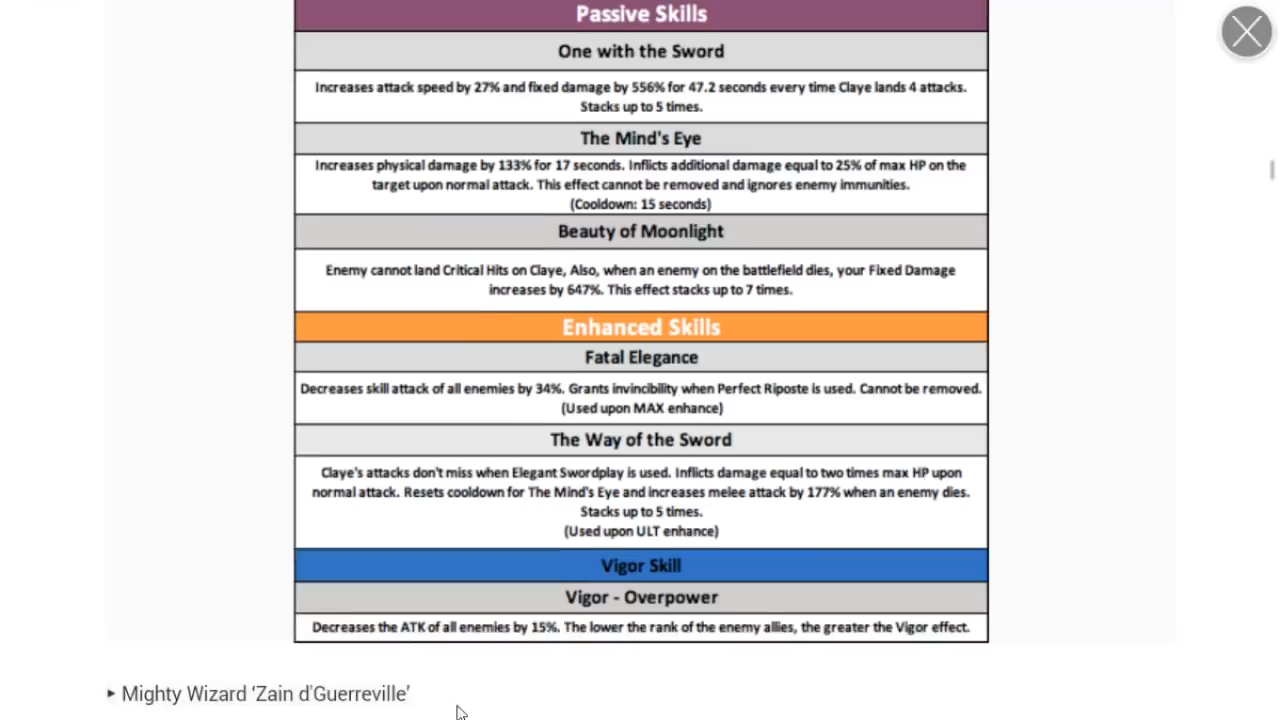 Passive Skills
One with the Sword
Increases attack speed by 27% and fixed damage by 556% for 47.2 seconds every time Claye lands 4 attacks.
Stacks up to 5 times.
The Mind's Eye
Increases physical damage by 133% for 17 seconds. Inflicts additional damage equal to 25% of max HP on the
target upon normal attack. This effect cannot be removed and ignores enemy immunities.
(Cooldown: 15 seconds)
Beauty of Moonlight
Enemy cannot land Critical Hits on Claye, Also, when an enemy on the battlefield dies, your Fixed Damage
increases by 647%. This effect stacks up to 7 times.
Enhanced Skills
Fatal Elegance
Decreases skill attack of all enemies by 34%. Grants invincibility when Perfect Riposte is used. Cannot be removed.
(Used upon MAX enhance)
The Way of the Sword
Claye's attacks don't miss when Elegant Swordplay is used. Inflicts damage equal to two times max HP upon
normal attack. Resets cooldown for The Mind's Eye and increases melee attack by 177% when an enemy dies.
Stacks up to 5 times.
(Used upon ULT enhance)
Vigor Skill
Vigor - Overpower
Decreases the ATK of all enemies by 15%. The lower the rank of the enemy allies, the greater the Vigor effect.
▸ Mighty Wizard ‘Zain d'Guerreville’